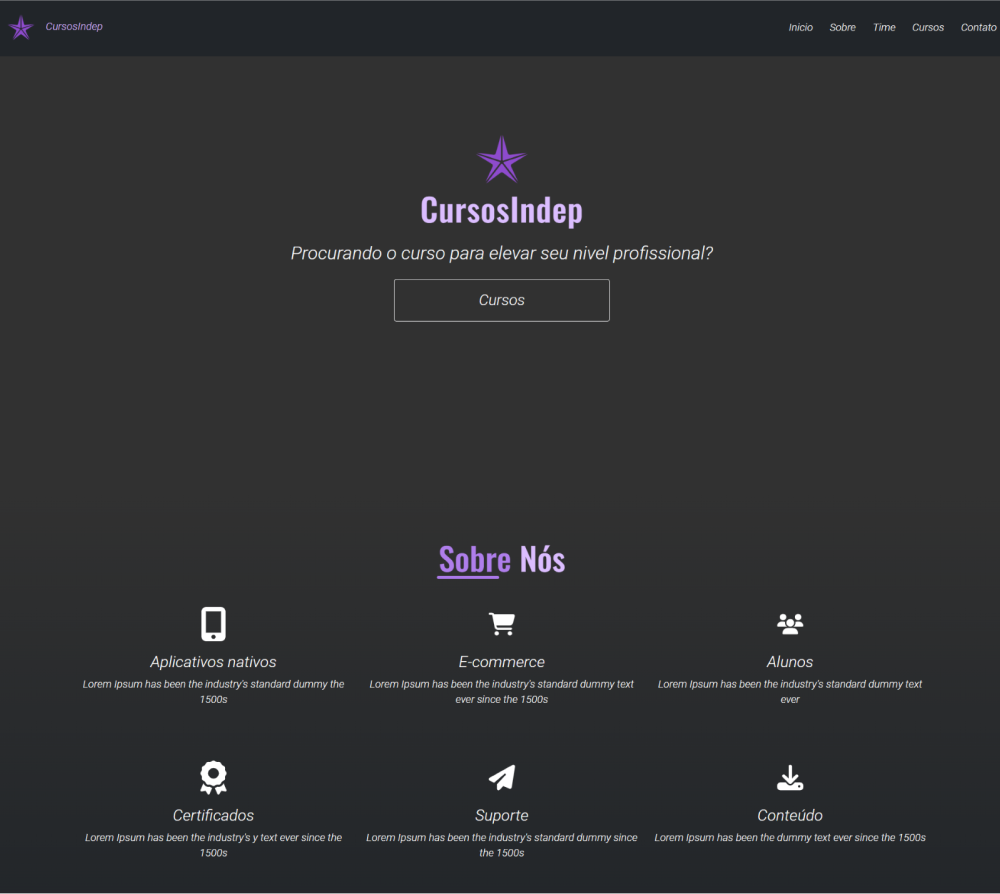 CursosIndep
Inicio Sobre Time Cursos Contato
CursosIndep
Procurando o curso para elevar seu nivel profissional?
Cursos
Sobre Nós
Aplicativos nativos
Lorem Ipsum has been the industry's standard dummy the
1500s
E-commerce
Lorem Ipsum has been the industry's standard dummy text
ever since the 1500s
Alunos
Lorem Ipsum has been the industry's standard dummy text
ever
Certificados
Lorem Ipsum has been the industry's y text ever since the
1500s
Suporte
Lorem Ipsum has been the industry's standard dummy since
the 1500s
Conteúdo
Lorem Ipsum has been the dummy text ever since the 1500s